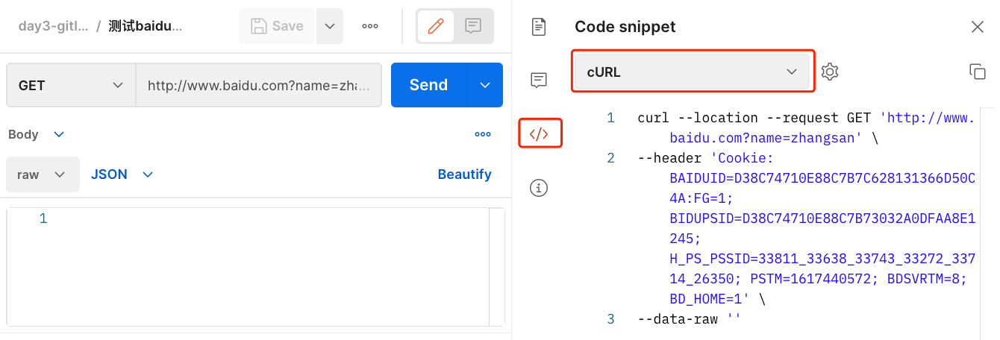 day3-gitl... / 测试baidu...
Save
GET
http://www.baidu.com?name=zha...
Send
Body
raw
JSON
Beautify
1
Code snippet
cURL
1 curl --location --request GET 'http://www.
baidu.com?name=zhangsan' \
2 --header 'Cookie:
BAIDUID=D38C74710E88C7B7C628131366D50C
4A:FG=1;
BIDUPSID=D38C74710E88C7B73032A0DFAA8E1
245;
H_PS_PSSID=33811_33638_33743_33272_337
14_26350; PSTM=1617440572; BDSVRTM=8;
BD_HOME=1' \
3 --data-raw ''